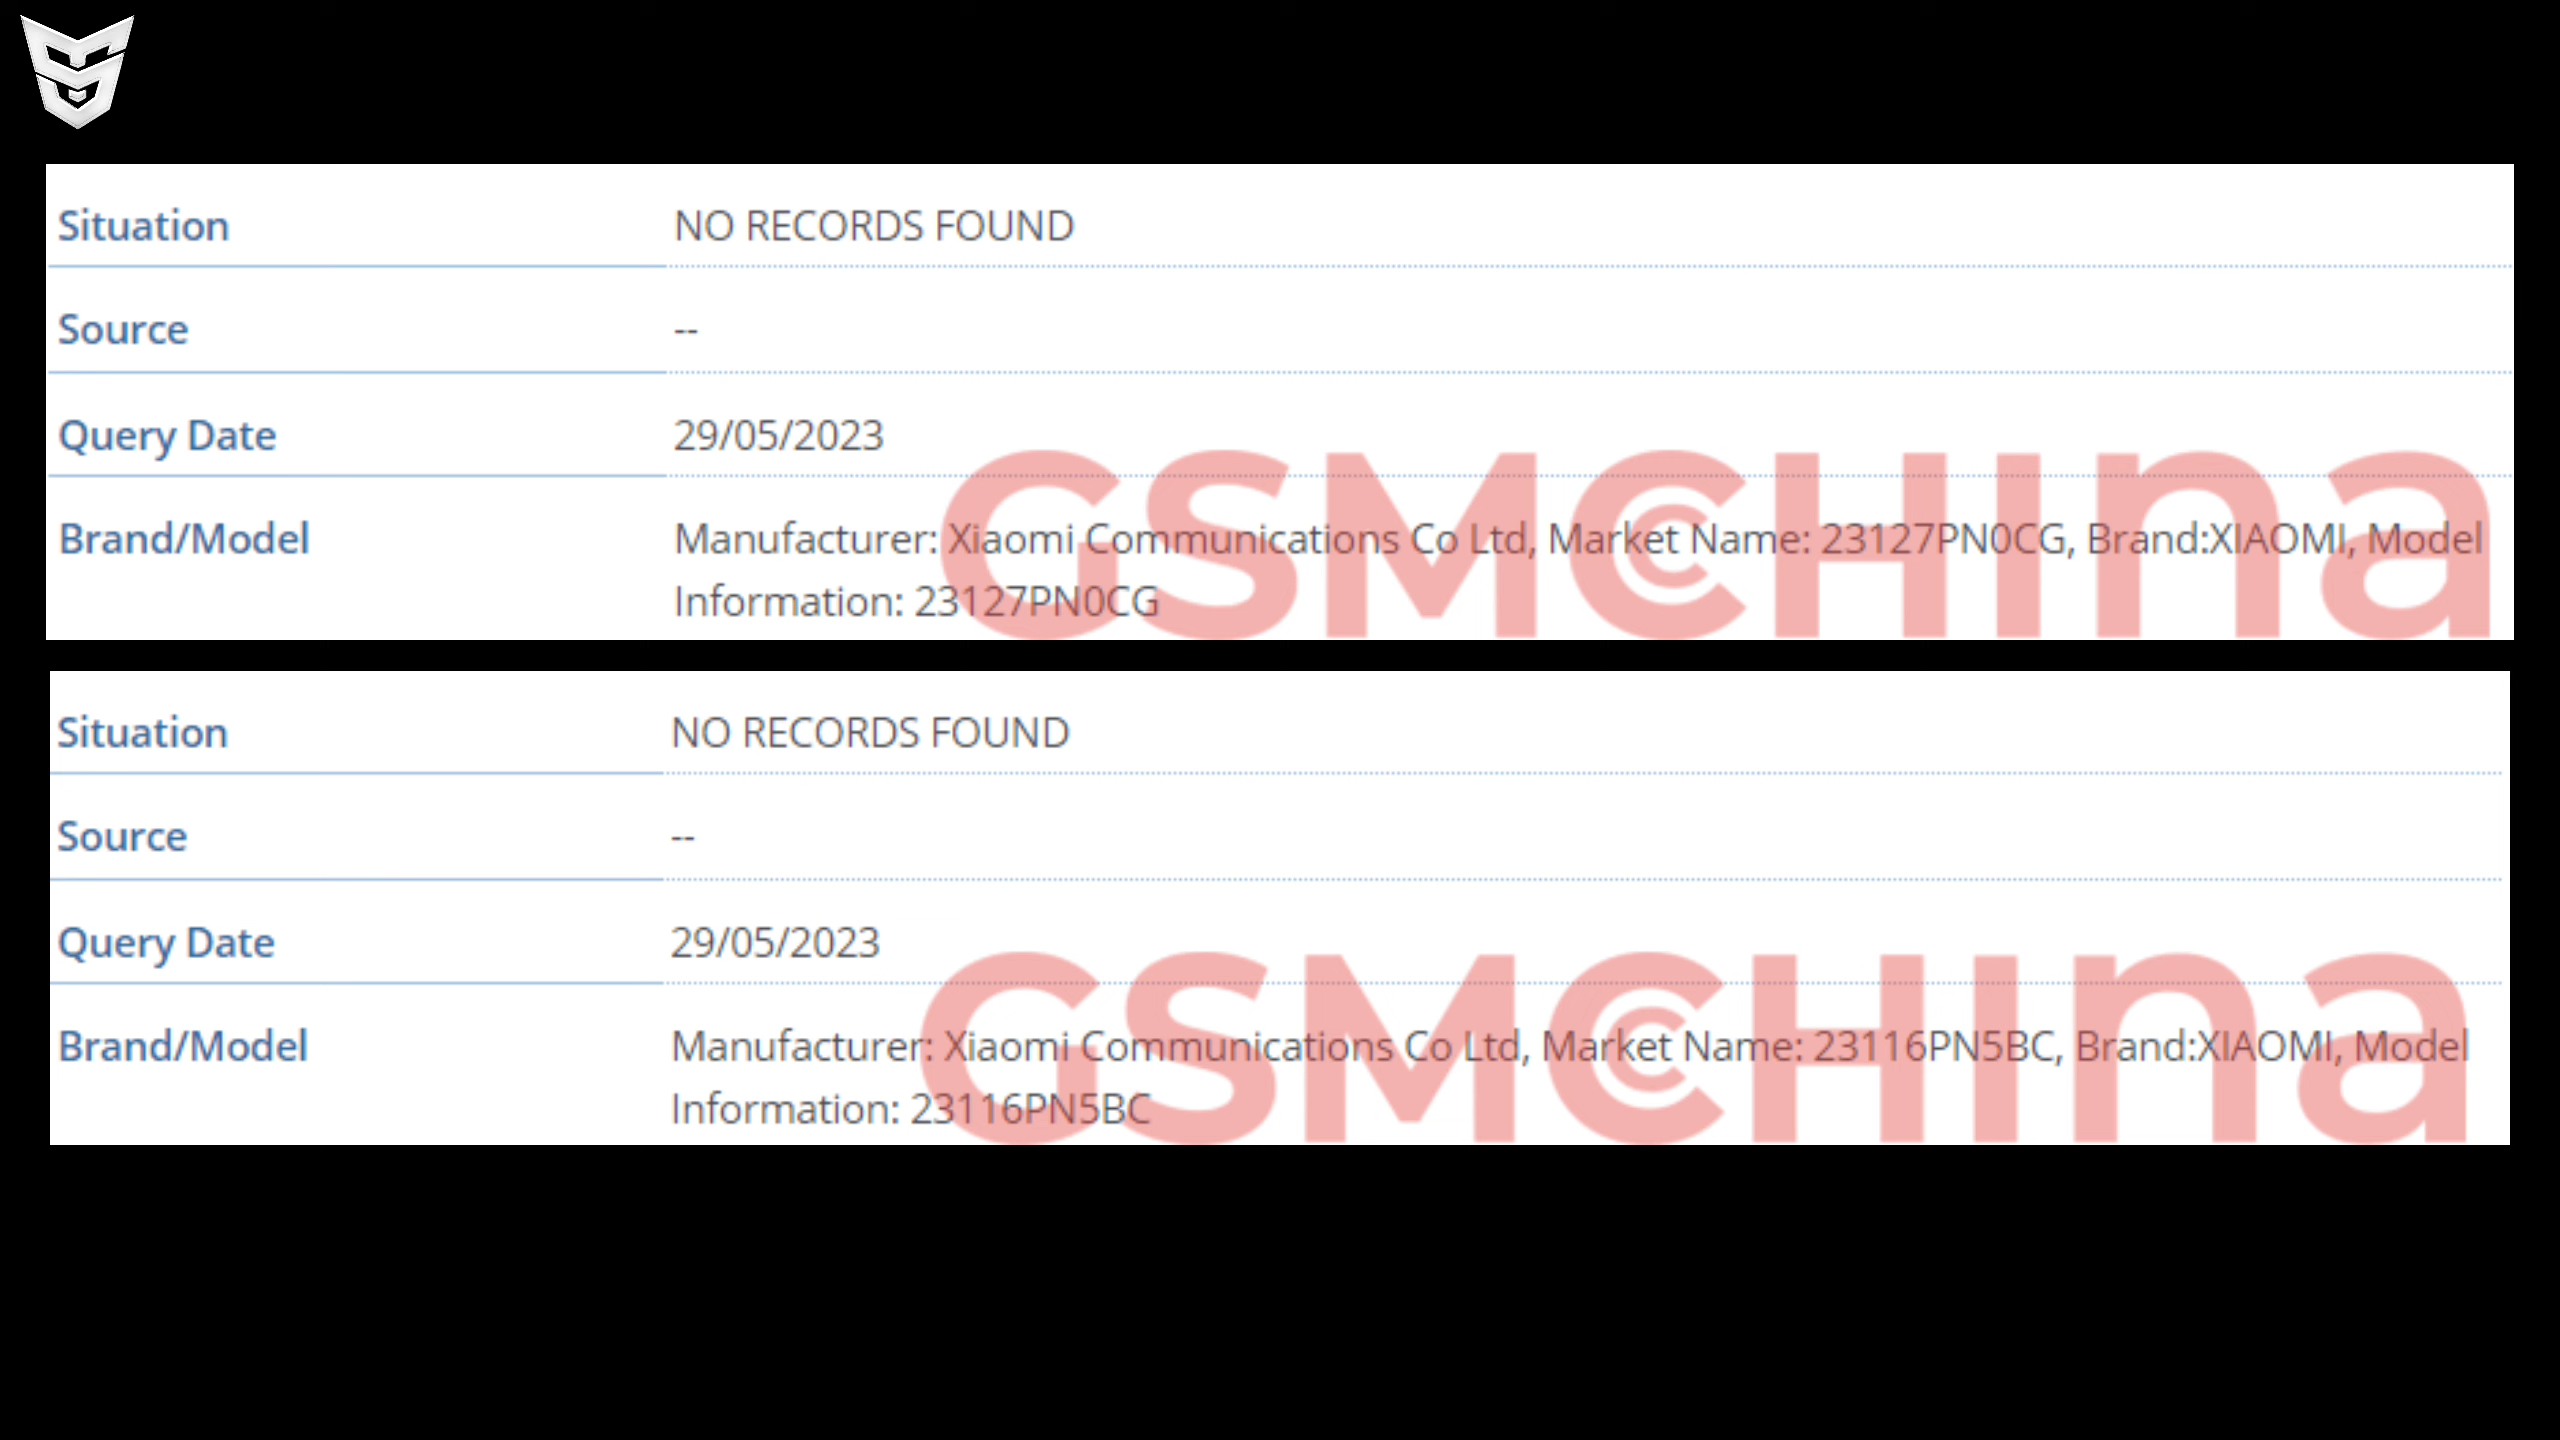 Situation NO RECORDS FOUND
Source --
Query Date 29/05/2023
Brand/Model Manufacturer: Xiaomi Communications Co Ltd, Market Name: 23127PN0CG, Brand:XIAOMI, Model
Information: 23127PN0CG
GSMCHIna
Situation NO RECORDS FOUND
Source --
Query Date 29/05/2023
Brand/Model Manufacturer: Xiaomi Communications Co Ltd, Market Name: 23116PN5BC, Brand:XIAOMI, Model
Information: 23116PN5BC
GSMCHIna